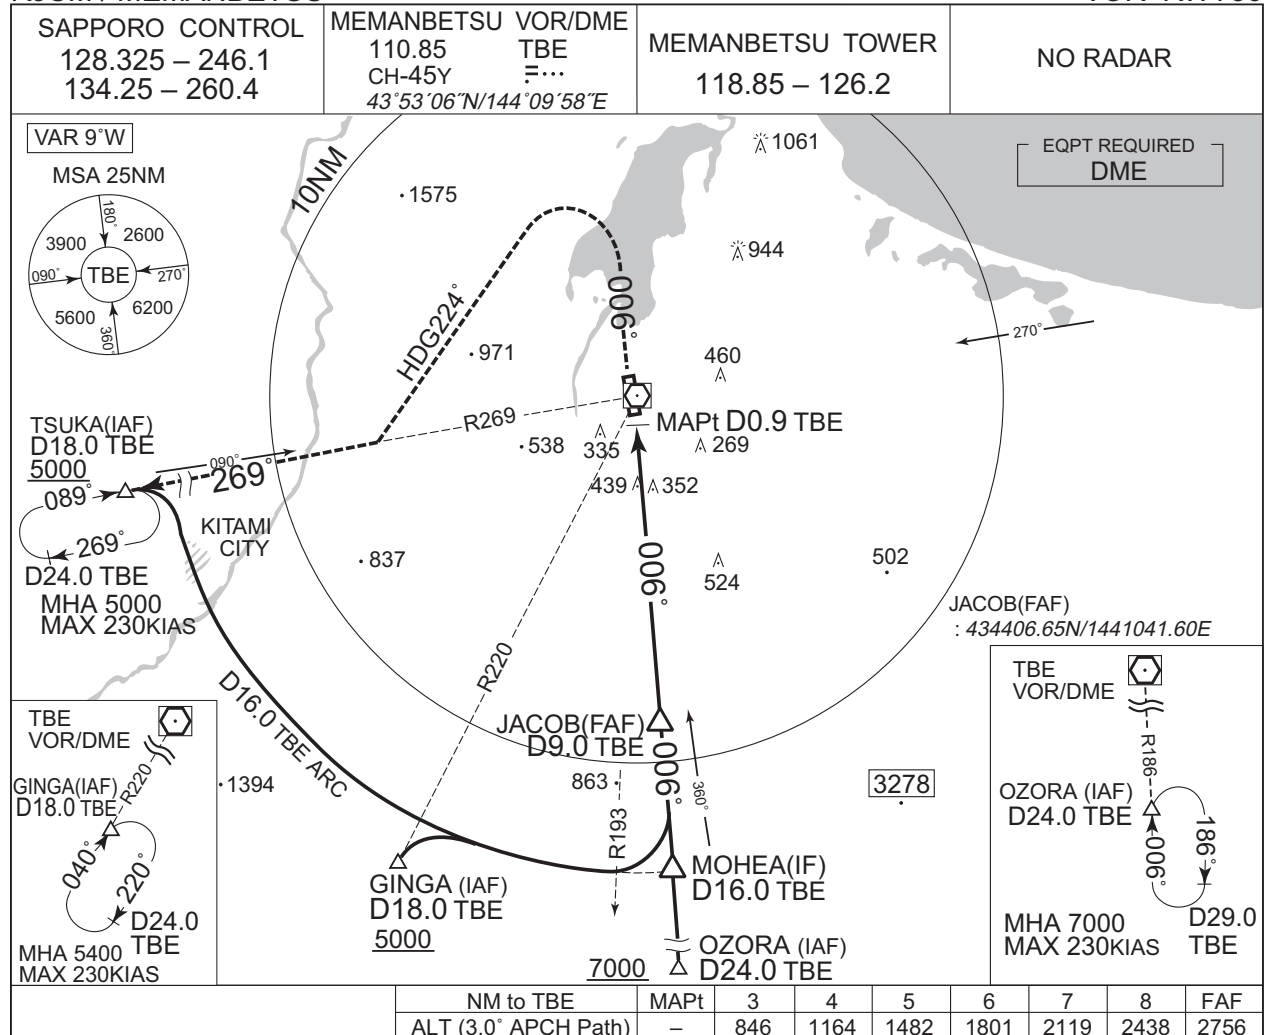 SAPPORO CONTROL
128.325 – 246.1
134.25 – 260.4
MEMANBETSU VOR/DME
110.85 TBE
CH-45Y
43°53´06˝N/144°09´58˝E
MEMANBETSU TOWER
118.85 – 126.2
NO RADAR
VAR 9°W
MSA 25NM
180°
3900
2600
090°
TBE
270°
5600
6200
360°
10NM
1575
1061
944
EQPT REQUIRED
DME
HDG224°
006°
971
460
270°
R269
MAPt D0.9 TBE
538
335
269
439
352
TSUKA(IAF)
D18.0 TBE
5000
089°
090°
269°
269°
D24.0 TBE
MHA 5000
MAX 230KIAS
KITAMI
CITY
837
006°
524
502
JACOB(FAF)
: 434406.65N/1441041.60E
R220
D16.0 TBE ARC
JACOB(FAF)
D9.0 TBE
006°
360°
863
R193
3278
1394
TBE
VOR/DME
R220
GINGA(IAF)
D18.0 TBE
040°
220°
D24.0
TBE
MHA 5400
MAX 230KIAS
GINGA (IAF)
D18.0 TBE
5000
MOHEA(IF)
D16.0 TBE
7000
OZORA (IAF)
D24.0 TBE
TBE
VOR/DME
R186
OZORA (IAF)
D24.0 TBE
006°
186°
MHA 7000
MAX 230KIAS
D29.0
TBE
NM to TBE MAPt 3 4 5 6 7 8 FAF
ALT (3.0° APCH Path) – 846 1164 1482 1801 2119 2438 2756